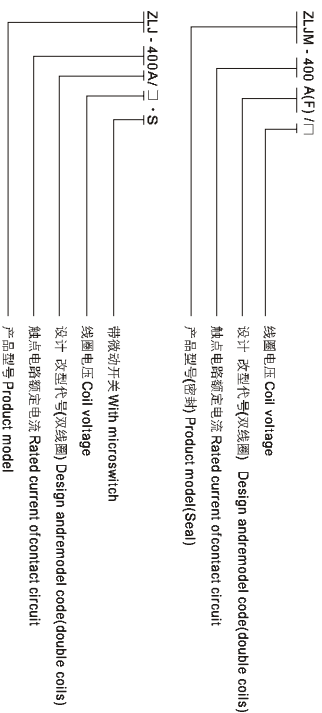 ZLJM - 400 A(F) /□
线圈电压 Coil voltage
设计 改型代号(双线圈) Design andremodel code(double coils)
触点电路额定电流 Rated current of contact circuit
产品型号(密封) Product model(Seal)
ZLJ - 400A/□ · S
带微动开关 With microswitch
线圈电压 Coil voltage
设计 改型代号(双线圈) Design andremodel code(double coils)
触点电路额定电流 Rated current of contact circuit
产品型号 Product model